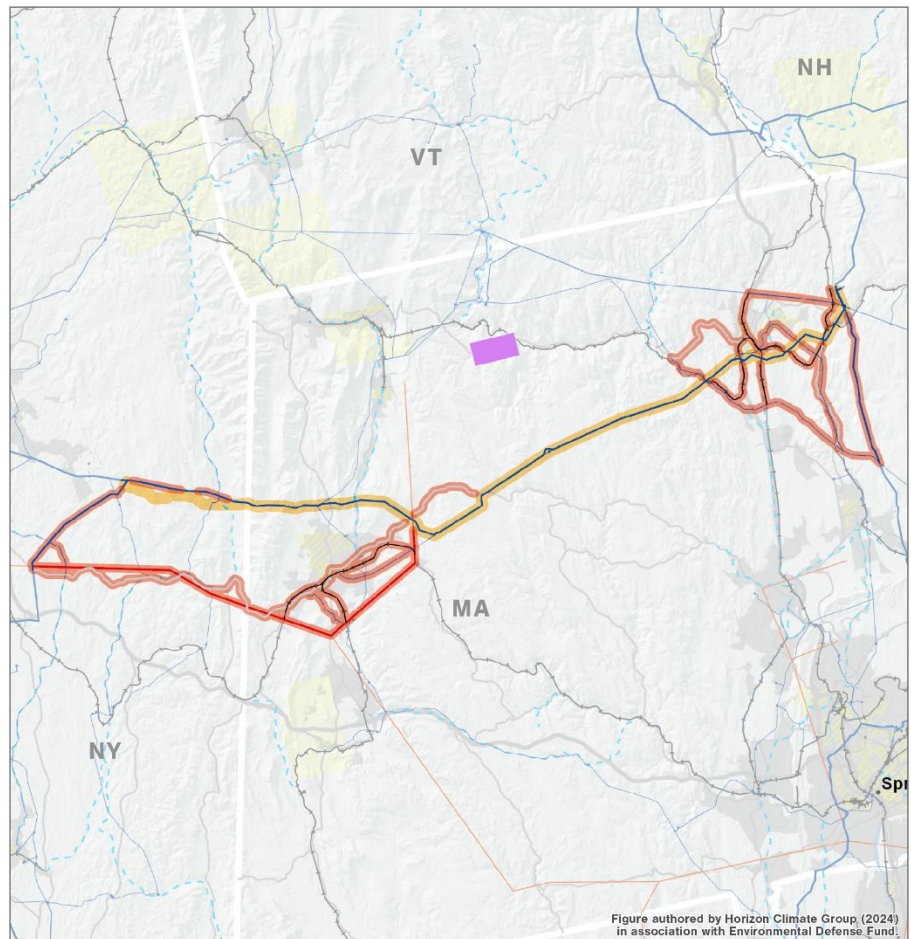 NH
VT
MA
NY
Spr
Figure authored by Horizon Climate Group (2024)
in association with Environmental Defense Fund.